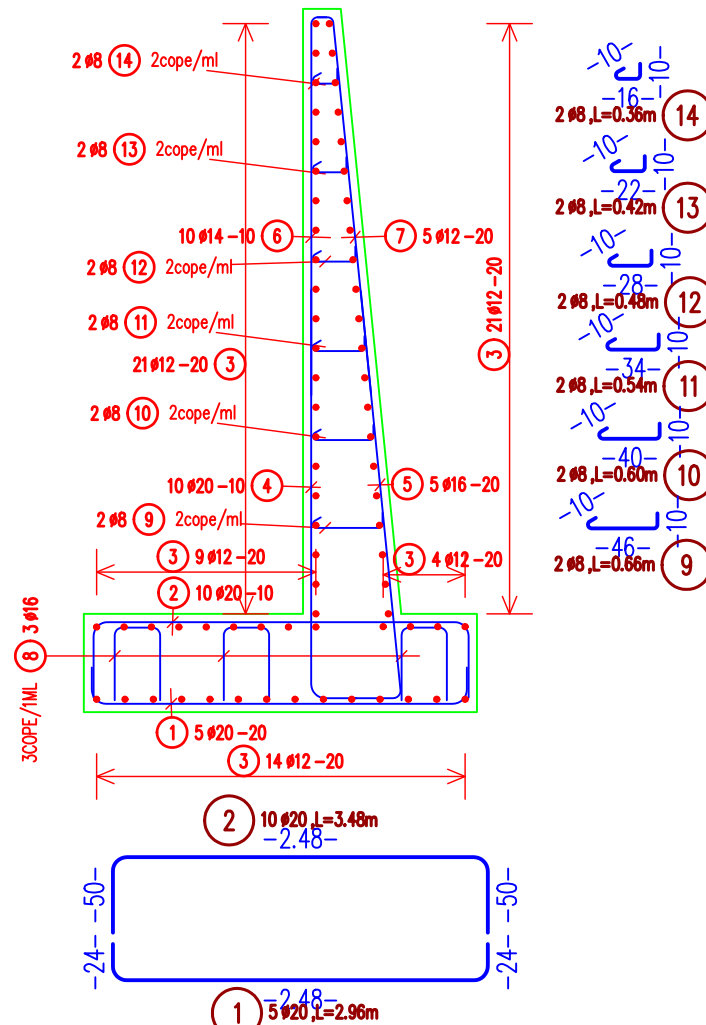 2 ø8 14 2cope/ml
2 ø8 13 2cope/ml
10 ø14 -10 6
7 5 ø12 -20
2 ø8 12 2cope/ml
2 ø8 11 2cope/ml
21 ø12 -20 3
3 21 ø12 -20
2 ø8 10 2cope/ml
10 ø20 -10 4
5 5 ø16 -20
2 ø8 9 2cope/ml
3 9 ø12 -20
3 4 ø12 -20
2 10 ø20 -10
8 3 ø16
3COPE/1ML
1 5 ø20 -20
3 14 ø12 -20
2 10 ø20 ,L=3.48m
-2.48-
-50-
-50-
-24-
-24-
-2.48-
1 5 ø20 ,L=2.96m
-10-
-10-
-16-
2 ø8 ,L=0.36m 14
-10-
-10-
-22-
2 ø8 ,L=0.42m 13
-10-
-10-
-28-
2 ø8 ,L=0.48m 12
-10-
-10-
-34-
2 ø8 ,L=0.54m 11
-10-
-10-
-40-
2 ø8 ,L=0.60m 10
-10-
-10-
-46-
2 ø8 ,L=0.66m 9